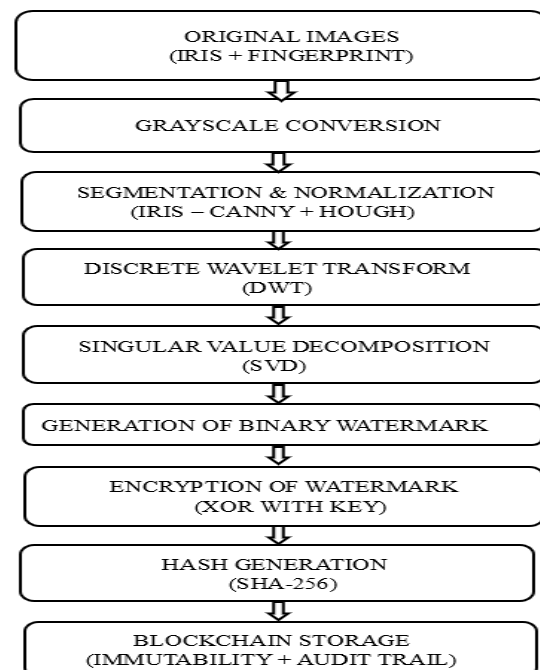 ORIGINAL IMAGES
(IRIS + FINGERPRINT)
GRAYSCALE CONVERSION
SEGMENTATION & NORMALIZATION
(IRIS – CANNY + HOUGH)
DISCRETE WAVELET TRANSFORM
(DWT)
SINGULAR VALUE DECOMPOSITION
(SVD)
GENERATION OF BINARY WATERMARK
ENCRYPTION OF WATERMARK
(XOR WITH KEY)
HASH GENERATION
(SHA-256)
BLOCKCHAIN STORAGE
(IMMUTABILITY + AUDIT TRAIL)